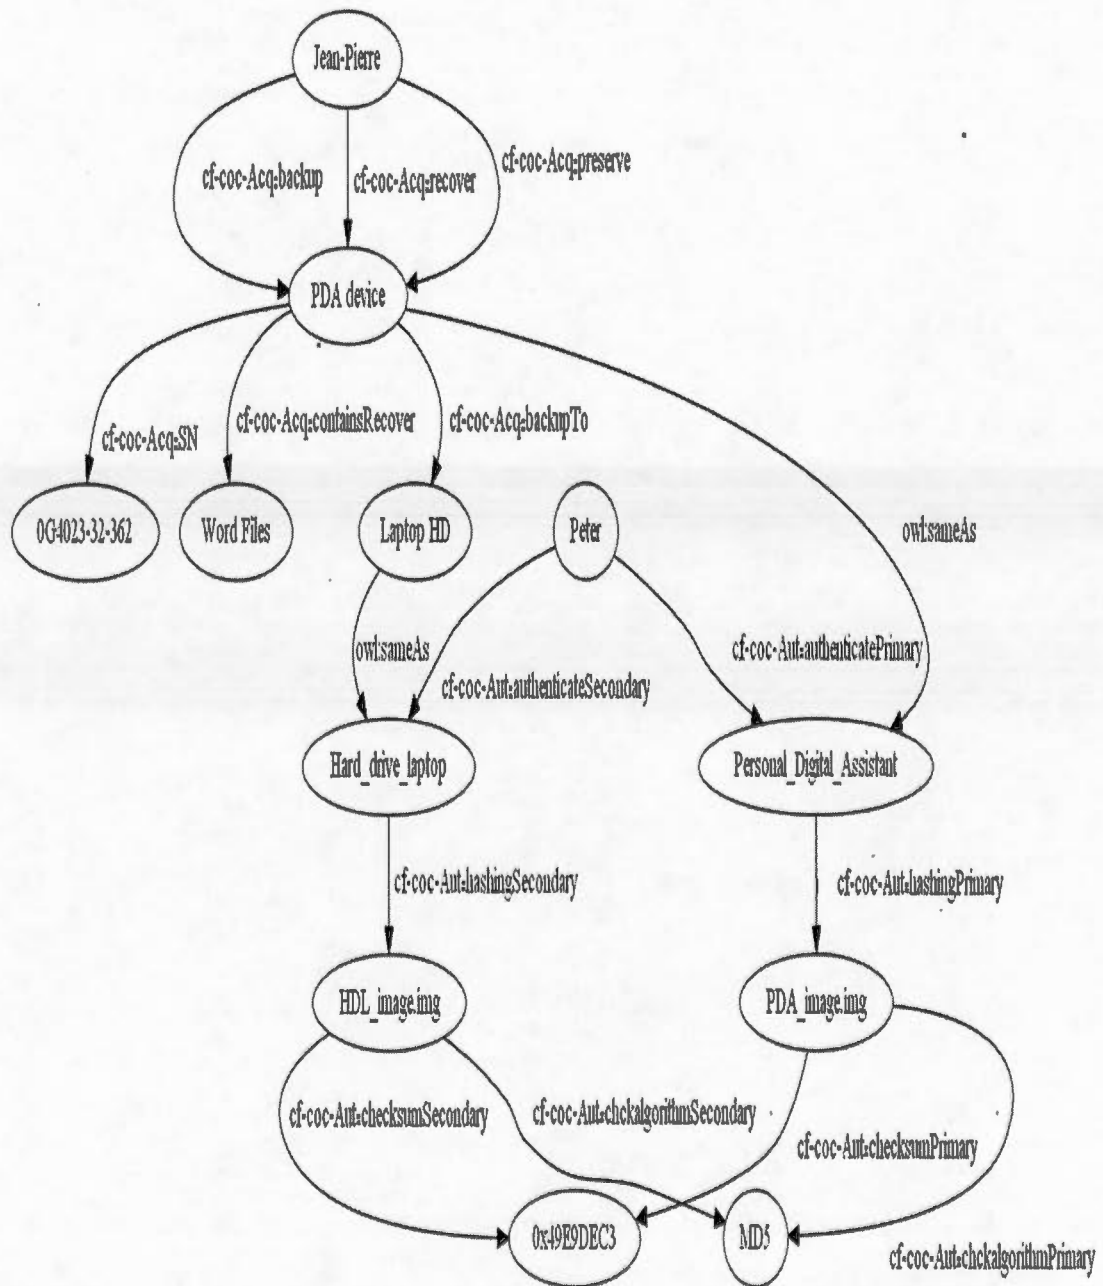 Jean-Pierre
cf-coc-Acq:backup
cf-coc-Acq:recover
cf-coc-Acq:preserve
PDA device
cf-coc-Acq:SN
cf-coc-Acq:containsRecover
cf-coc-Acq:backupTo
0G4023-32-362
Word Files
Laptop HD
Peter
owl:sameAs
owl:sameAs
cf-coc-Aut:authenticateSecondary
cf-coc-Aut:authenticatePrimary
Hard_drive_laptop
Personal_Digital_Assistant
cf-coc-Aut:hashingSecondary
cf-coc-Aut:hashingPrimary
HDL_image.img
PDA_image.img
cf-coc-Aut:checksumSecondary
cf-coc-Aut:chckalgorithmSecondary
cf-coc-Aut:checksumPrimary
0x49E9DEC3
MD5
cf-coc-Aut:chckalgorithmPrimary